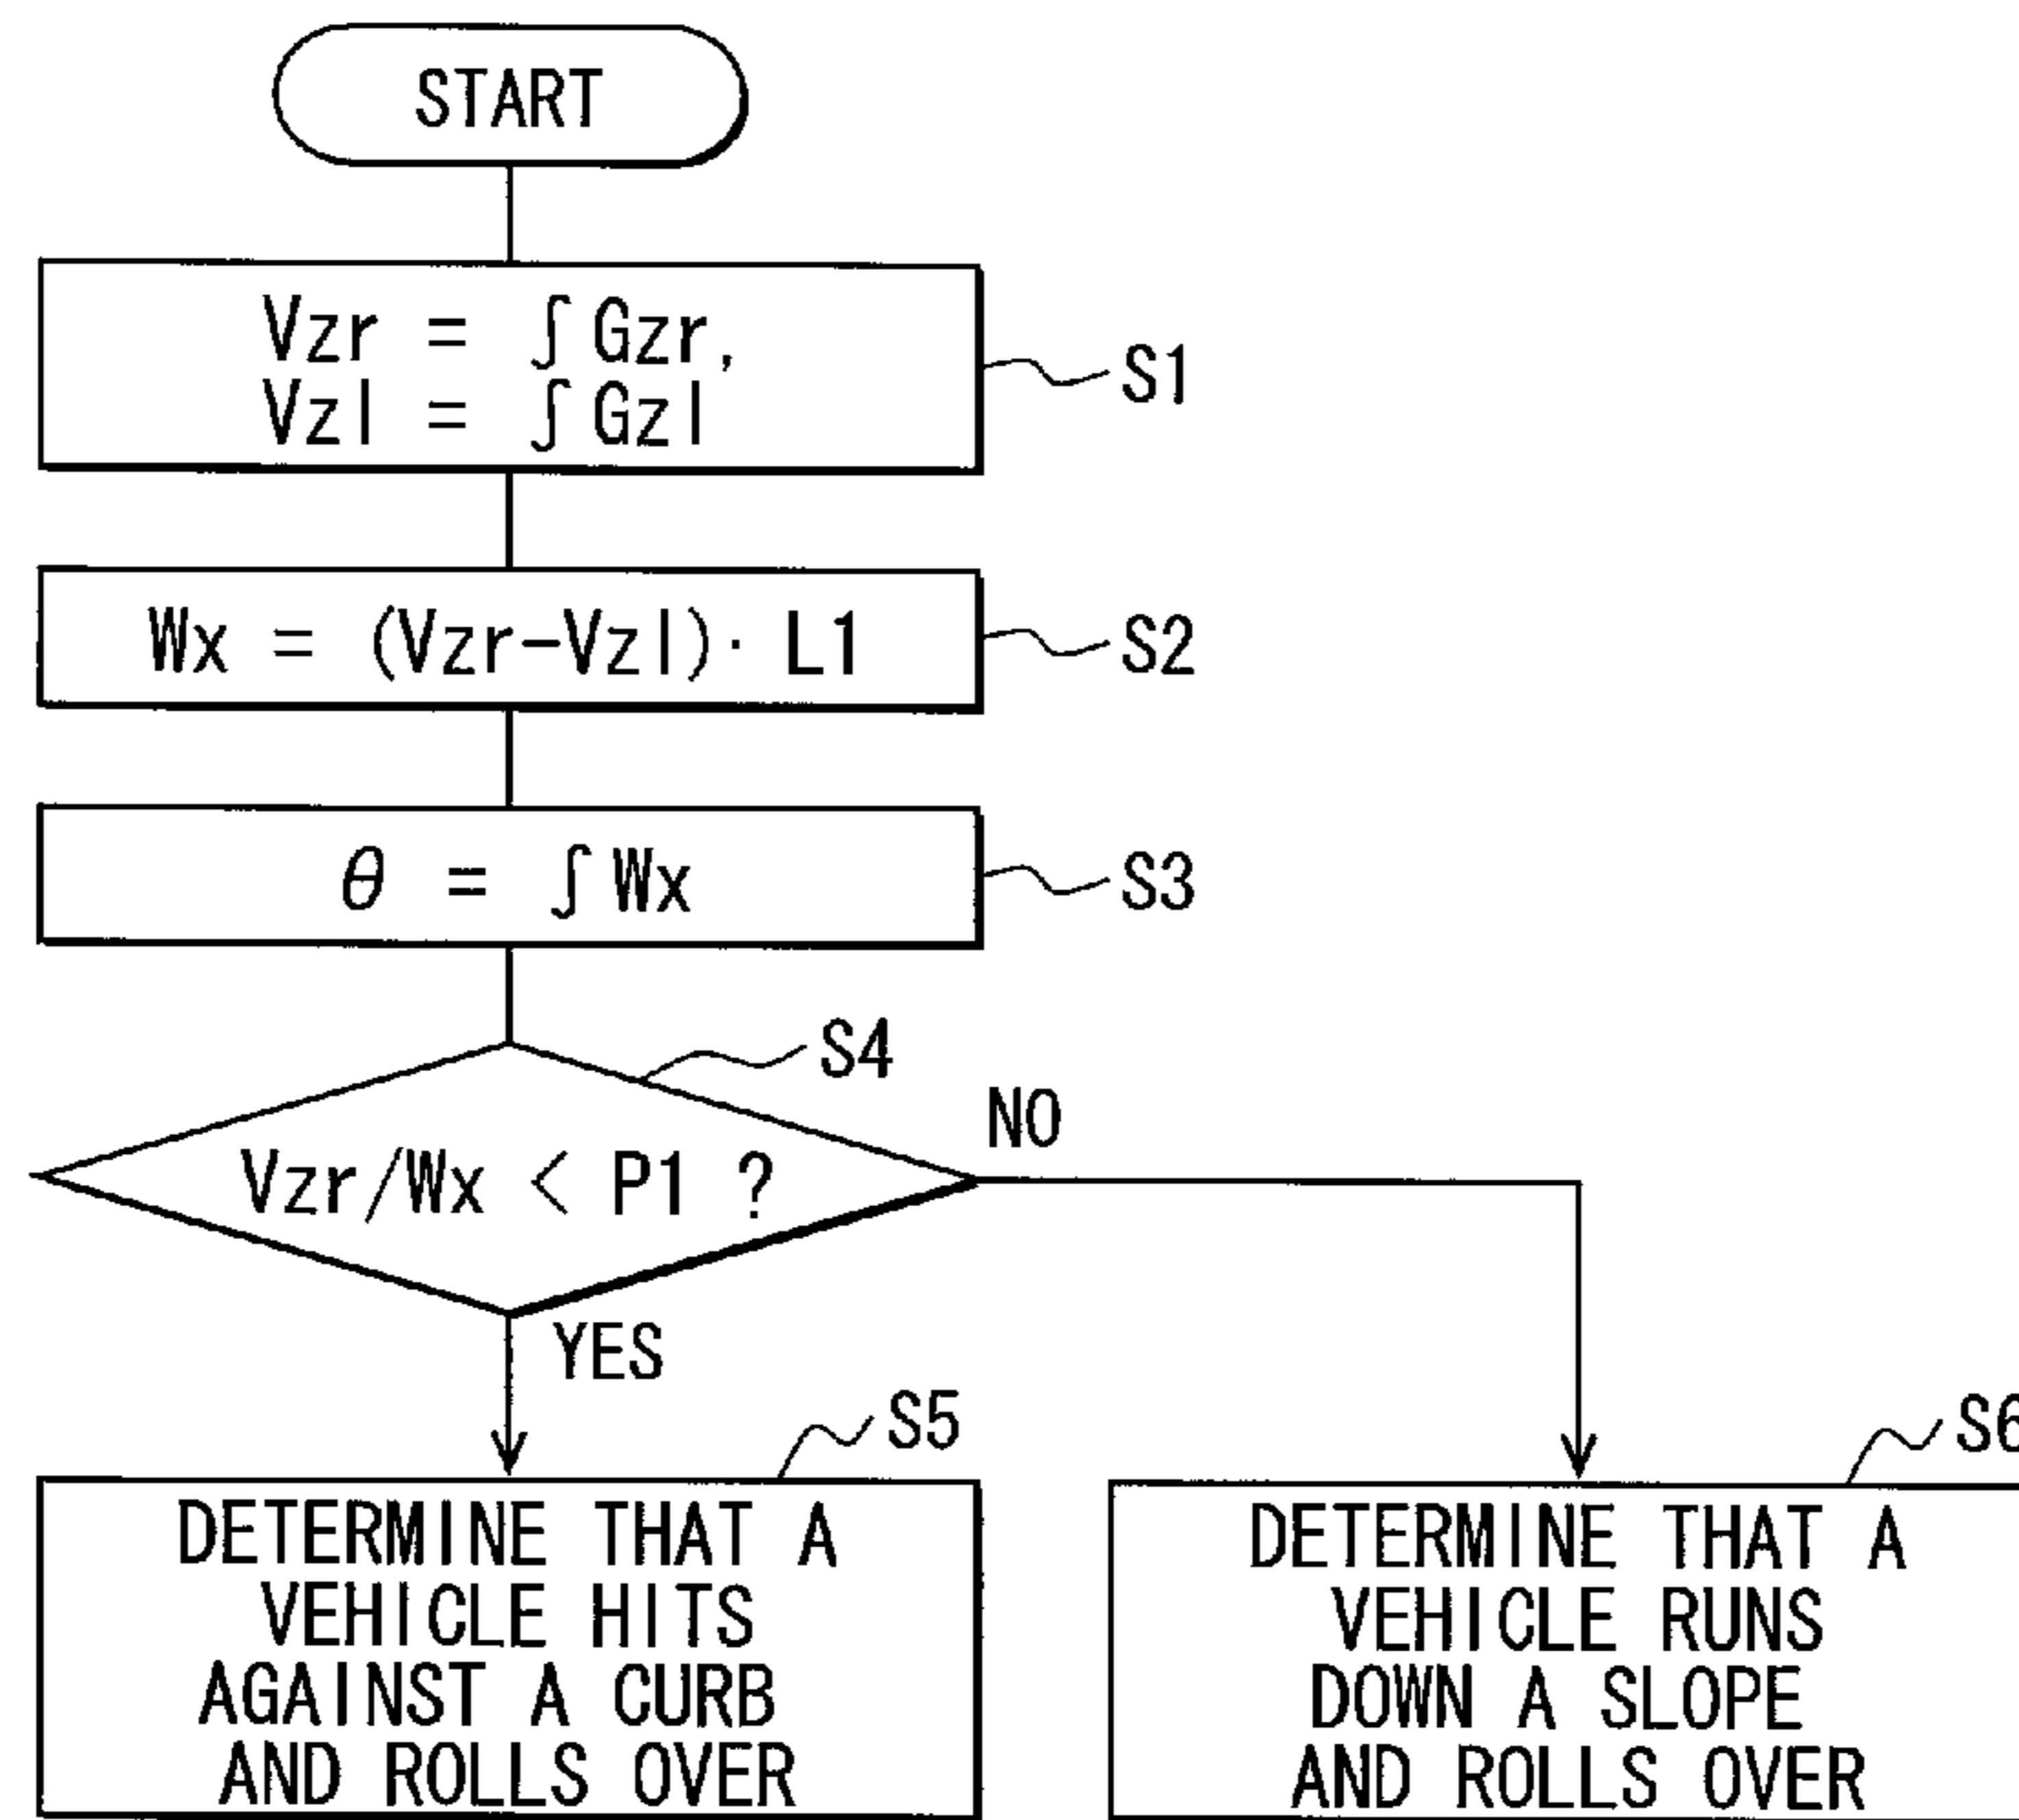 START
Vzr = ∫Gzr,
Vzl = ∫Gzl
S1
Wx = (Vzr-Vzl)· L1
S2
θ = ∫Wx
S3
S4
Vzr/Wx < P1 ?
NO
YES
S5
DETERMINE THAT A
VEHICLE HITS
AGAINST A CURB
AND ROLLS OVER
S6
DETERMINE THAT A
VEHICLE RUNS
DOWN A SLOPE
AND ROLLS OVER